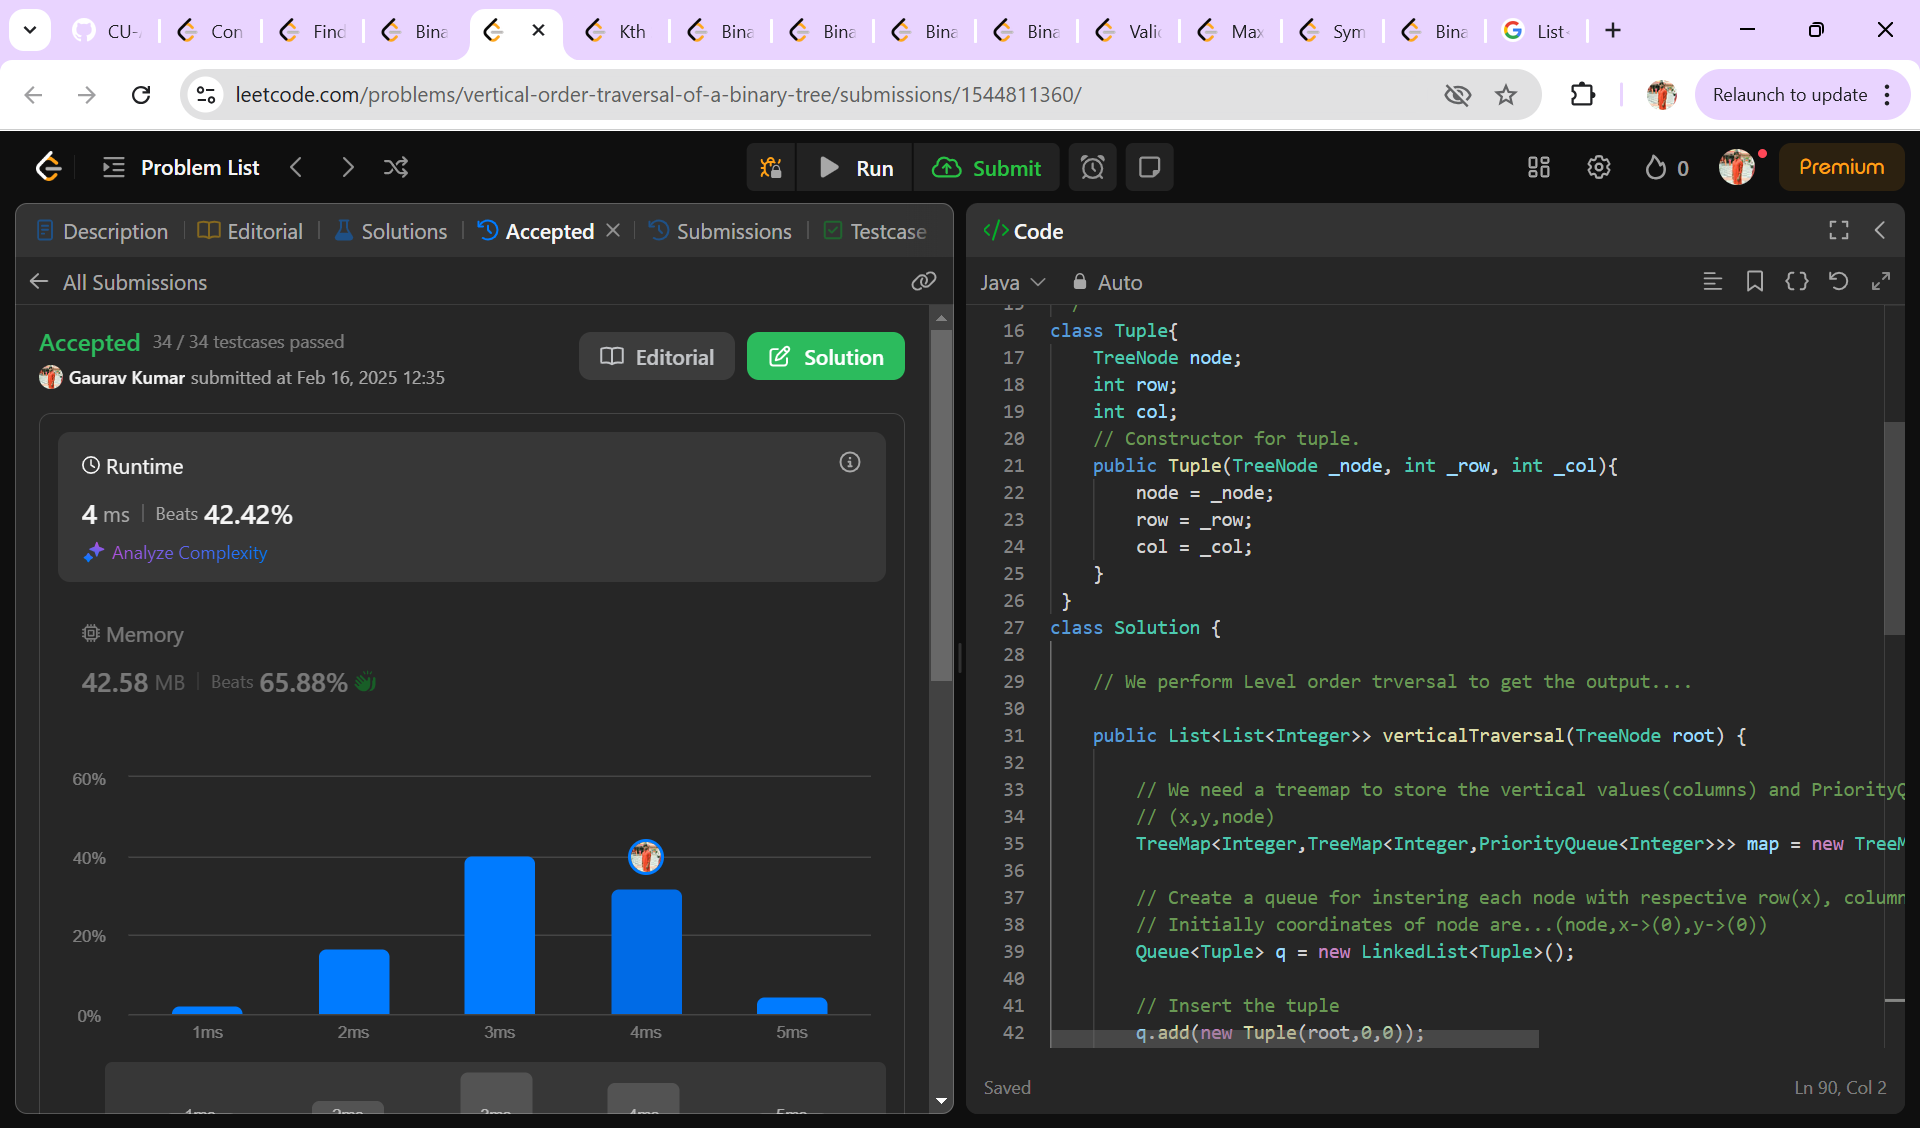 CU-
Con
Find
Bina
Kth
Bina
Bina
Bina
Bina
Valic
Max
Sym
Bina
List
leetcode.com/problems/vertical-order-traversal-of-a-binary-tree/submissions/1544811360/
Relaunch to update
Problem List
Run
Submit
0
Premium
Description
Editorial
Solutions
Accepted
Submissions
Testcase
All Submissions
Accepted 34 / 34 testcases passed
Gaurav Kumar submitted at Feb 16, 2025 12:35
Editorial
Solution
Runtime
4 ms
Beats 42.42%
Analyze Complexity
Memory
42.58 MB
Beats 65.88%
60%
40%
20%
0%
1ms
2ms
3ms
4ms
5ms
1ms
2ms
3ms
4ms
5ms
</> Code
Java
Auto
15 /
16 class Tuple{
17 TreeNode node;
18 int row;
19 int col;
20 // Constructor for tuple.
21 public Tuple(TreeNode _node, int _row, int _col){
22 node = _node;
23 row = _row;
24 col = _col;
25 }
26 }
27 class Solution {
28
29 // We perform Level order trversal to get the output....
30
31 public List<List<Integer>> verticalTraversal(TreeNode root) {
32
33 // We need a treemap to store the vertical values(columns) and PriorityQ
34 // (x,y,node)
35 TreeMap<Integer,TreeMap<Integer,PriorityQueue<Integer>>> map = new TreeM
36
37 // Create a queue for instering each node with respective row(x), column
38 // Initially coordinates of node are...(node,x->(0),y->(0))
39 Queue<Tuple> q = new LinkedList<Tuple>();
40
41 // Insert the tuple
42 q.add(new Tuple(root,0,0));
Saved
Ln 90, Col 2